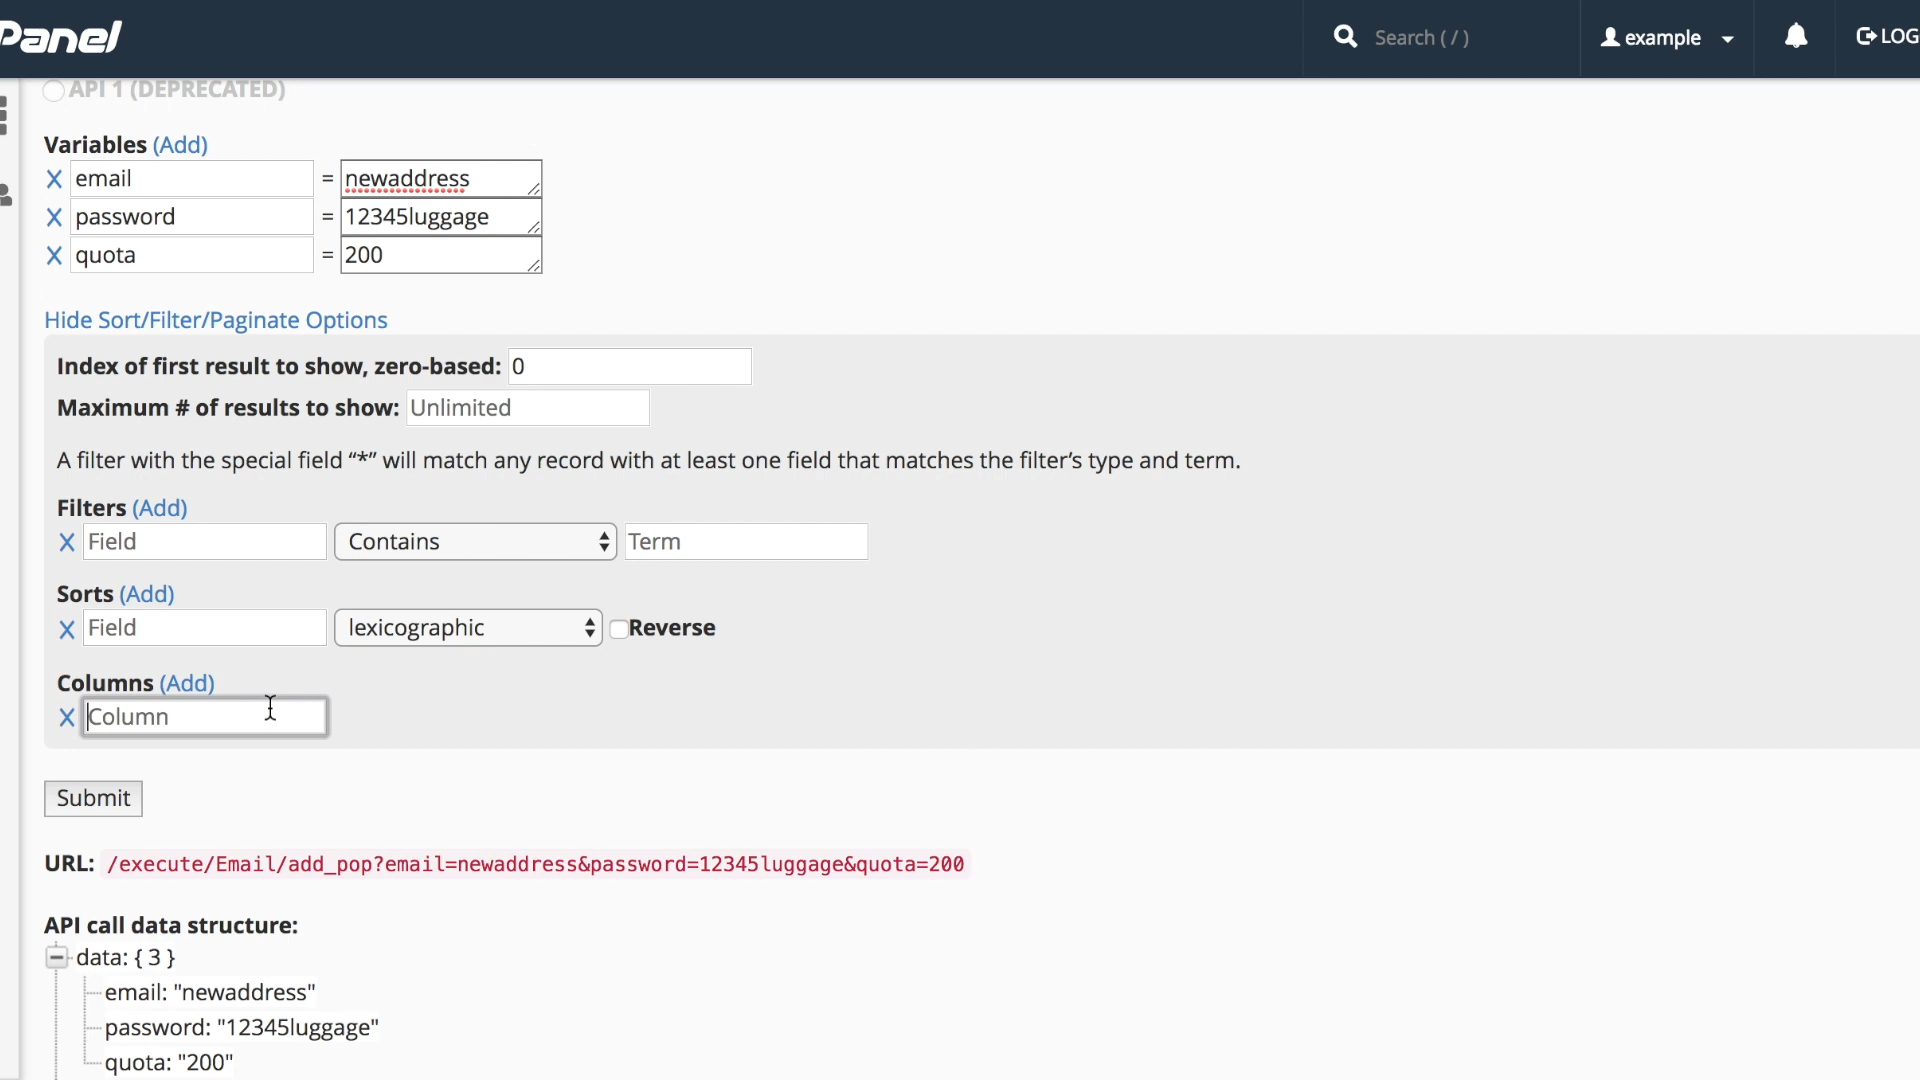 Panel
Search ( / )
example
LOG
API 1 (DEPRECATED)
Variables (Add)
X email = newaddress
X password = 12345luggage
X quota = 200
Hide Sort/Filter/Paginate Options
Index of first result to show, zero-based: 0
Maximum # of results to show: Unlimited
A filter with the special field “*” will match any record with at least one field that matches the filter’s type and term.
Filters (Add)
X Field Contains Term
Sorts (Add)
X Field lexicographic Reverse
Columns (Add)
X Column
Submit
URL: /execute/Email/add_pop?email=newaddress&password=12345luggage&quota=200
API call data structure:
data: { 3 }
email: "newaddress"
password: "12345luggage"
quota: "200"